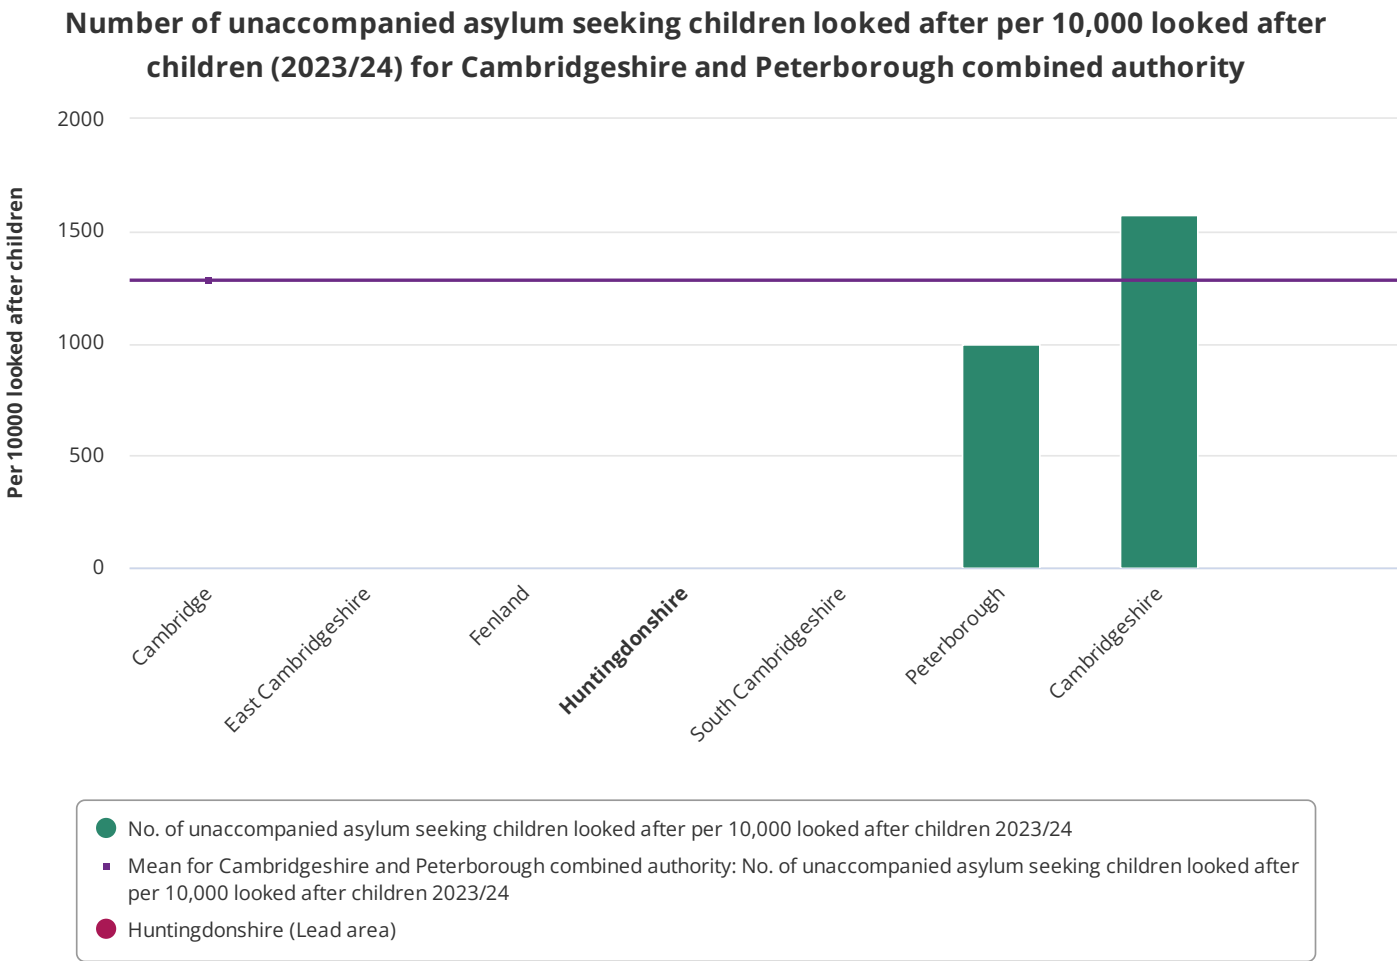 Number of unaccompanied asylum seeking children looked after per 10,000 looked after
children (2023/24) for Cambridgeshire and Peterborough combined authority
Per 10000 looked after children
2000
1500
1000
500
0
Cambridge
East Cambridgeshire
Fenland
Huntingdonshire
South Cambridgeshire
Peterborough
Cambridgeshire
No. of unaccompanied asylum seeking children looked after per 10,000 looked after children 2023/24
Mean for Cambridgeshire and Peterborough combined authority: No. of unaccompanied asylum seeking children looked after
per 10,000 looked after children 2023/24
Huntingdonshire (Lead area)